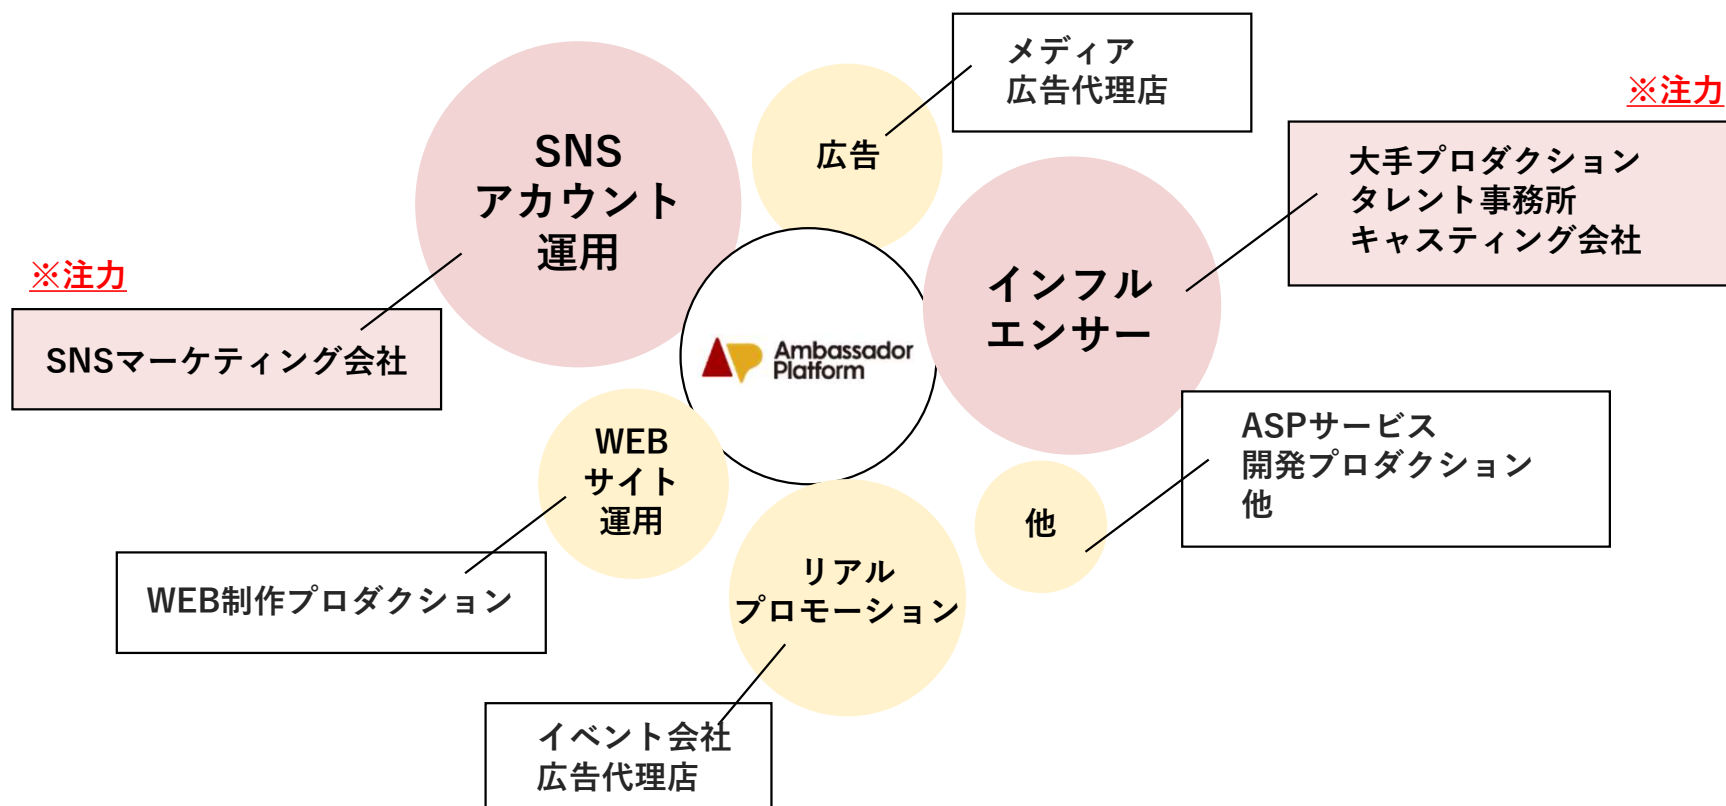 メディア
広告代理店
※注力
大手プロダクション
タレント事務所
キャスティング会社
SNS
アカウント
運用
広告
インフル
エンサー
※注力
SNSマーケティング会社
Ambassador
Platform
WEB
サイト
運用
ASPサービス
開発プロダクション
他
他
WEB制作プロダクション
リアル
プロモーション
イベント会社
広告代理店